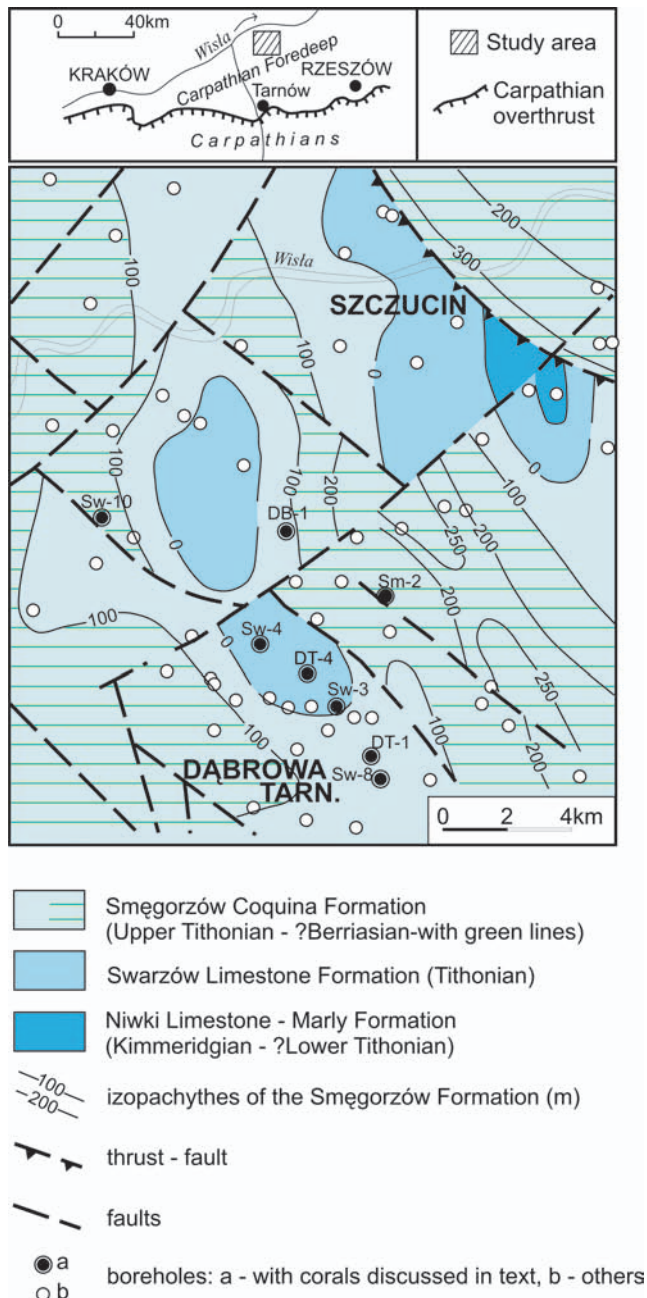 0 40km
Wisła
Carpathian Foredeep
KRAKÓW
RZESZÓW
Tarnów
Carpathians
Study area
Carpathian
overthrust
200
300
100
Wisła
SZCZUCIN
100
0
100
200
0
100
200
250
100
Sw-10
0
DB-1
Sm-2
200
100
0
Sw-4
DT-4
Sw-3
250
100
100
DT-1
200
DĄBROWA
TARN.
Sw-8
0 2 4km
Smęgorzów Coquina Formation
(Upper Tithonian - ?Berriasian-with green lines)
Swarzów Limestone Formation (Tithonian)
Niwki Limestone - Marly Formation
(Kimmeridgian - ?Lower Tithonian)
100
200
izopachythes of the Smęgorzów Formation (m)
thrust - fault
faults
a
b
boreholes: a - with corals discussed in text, b - others